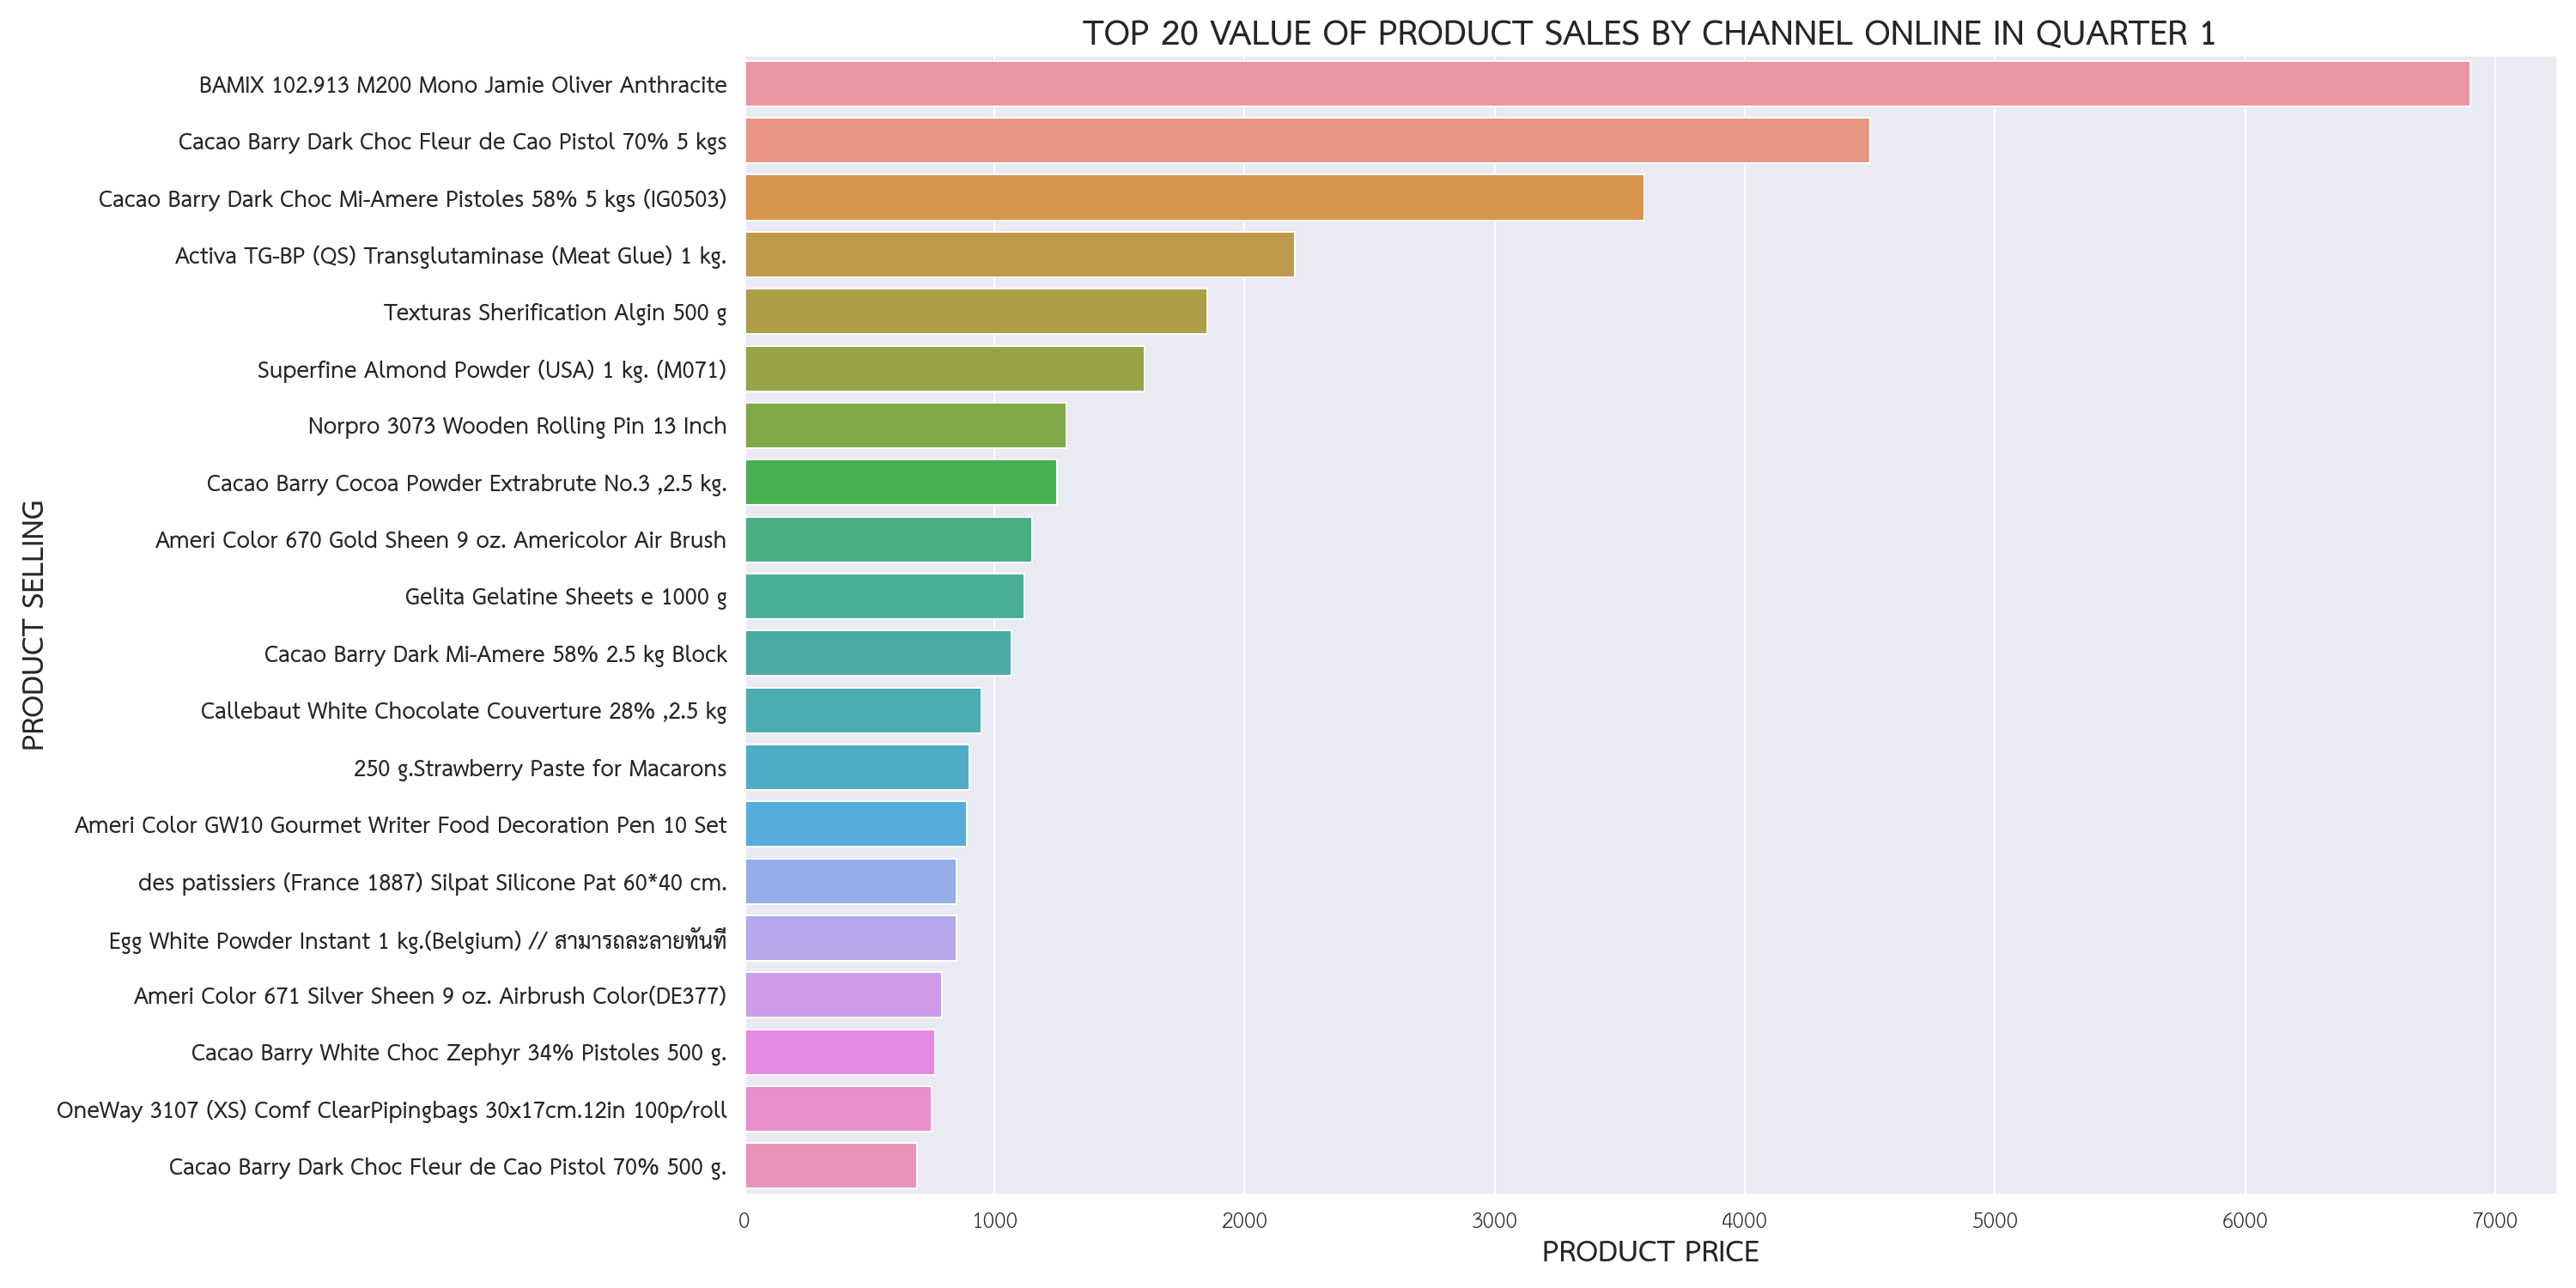 TOP 20 VALUE OF PRODUCT SALES BY CHANNEL ONLINE IN QUARTER 1
PRODUCT SELLING
BAMIX 102.913 M200 Mono Jamie Oliver Anthracite
Cacao Barry Dark Choc Fleur de Cao Pistol 70% 5 kgs
Cacao Barry Dark Choc Mi-Amere Pistoles 58% 5 kgs (IG0503)
Activa TG-BP (QS) Transglutaminase (Meat Glue) 1 kg.
Texturas Sherification Algin 500 g
Superfine Almond Powder (USA) 1 kg. (M071)
Norpro 3073 Wooden Rolling Pin 13 Inch
Cacao Barry Cocoa Powder Extrabrute No.3 ,2.5 kg.
Ameri Color 670 Gold Sheen 9 oz. Americolor Air Brush
Gelita Gelatine Sheets e 1000 g
Cacao Barry Dark Mi-Amere 58% 2.5 kg Block
Callebaut White Chocolate Couverture 28% ,2.5 kg
250 g.Strawberry Paste for Macarons
Ameri Color GW10 Gourmet Writer Food Decoration Pen 10 Set
des patissiers (France 1887) Silpat Silicone Pat 60*40 cm.
Egg White Powder Instant 1 kg.(Belgium) // สามารถละลายทันที
Ameri Color 671 Silver Sheen 9 oz. Airbrush Color(DE377)
Cacao Barry White Choc Zephyr 34% Pistoles 500 g.
OneWay 3107 (XS) Comf ClearPipingbags 30x17cm.12in 100p/roll
Cacao Barry Dark Choc Fleur de Cao Pistol 70% 500 g.
0 1000 2000 3000 4000 5000 6000 7000
PRODUCT PRICE